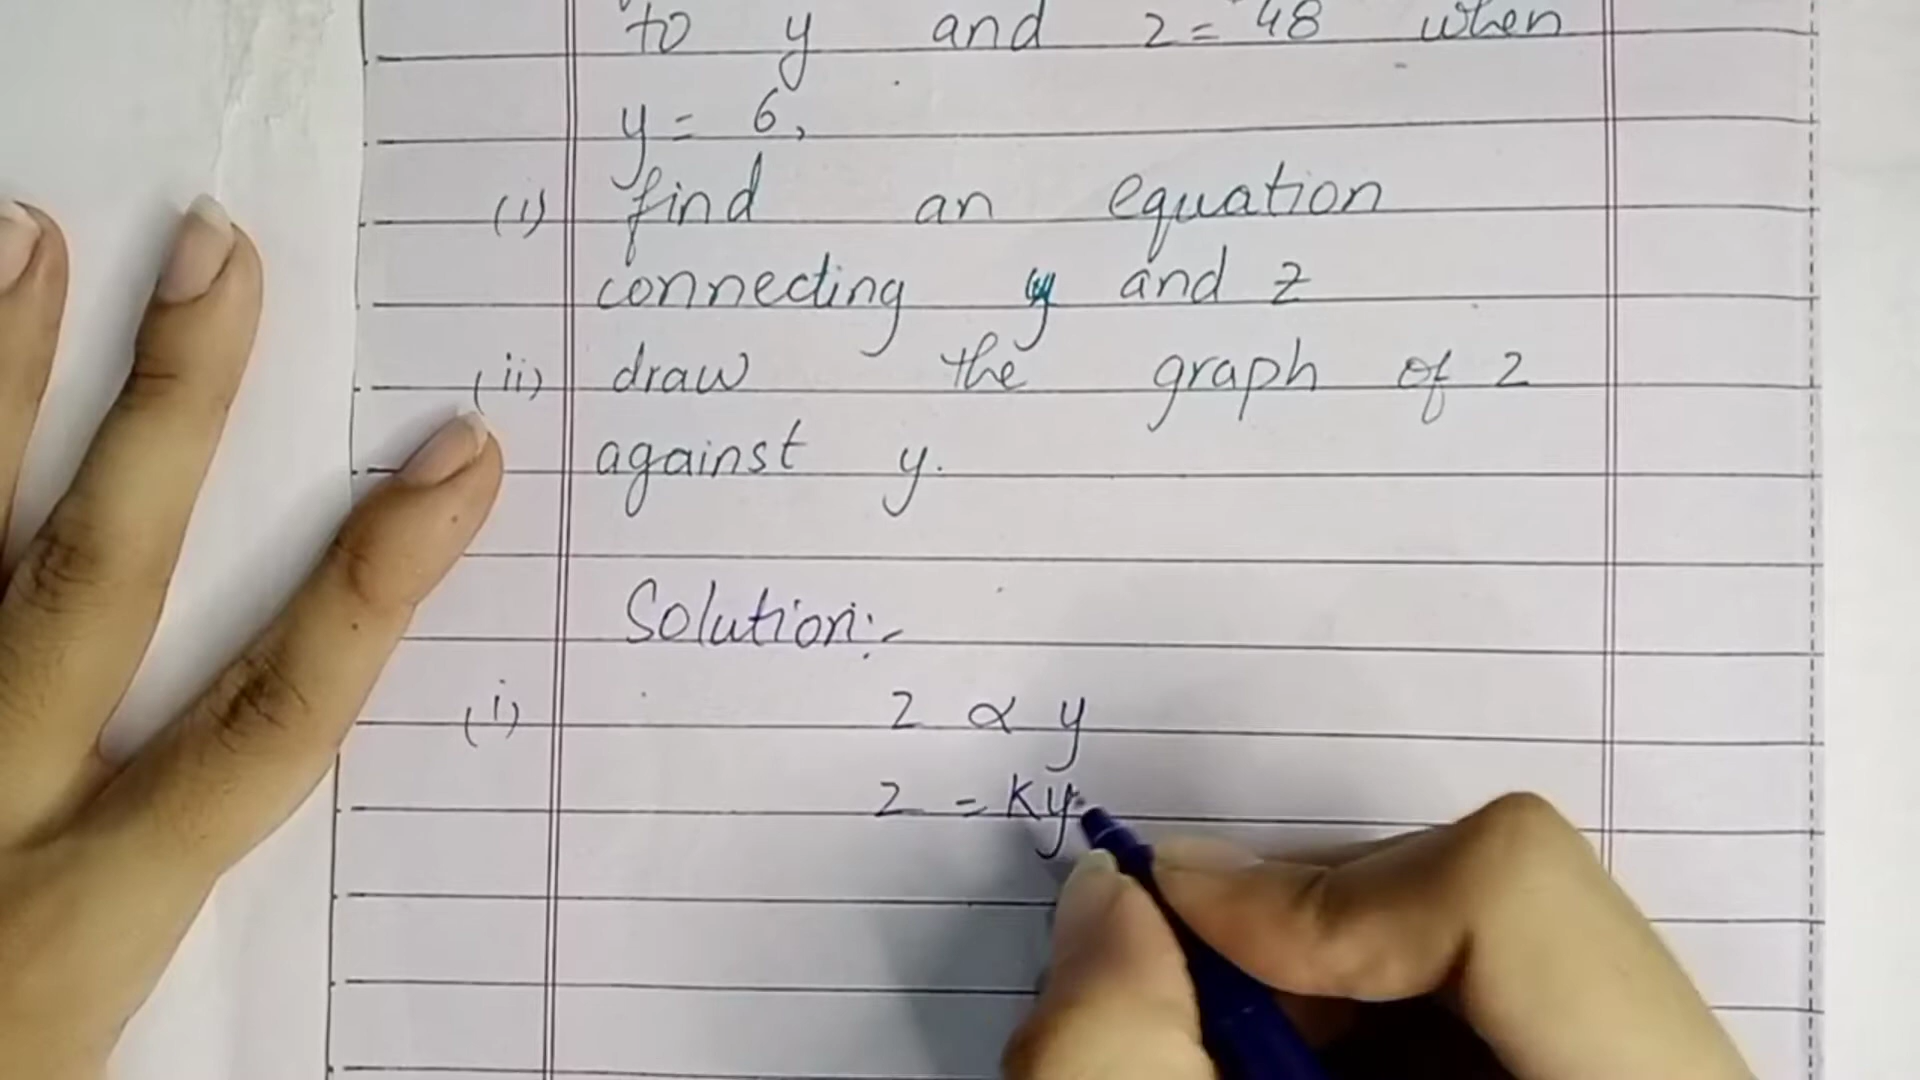 to y and z = 48 when
y = 6,
(i) find an equation
connecting y and z
(ii) draw the graph of z
against y.
Solution:-
(i) z ∝ y
z = Ky